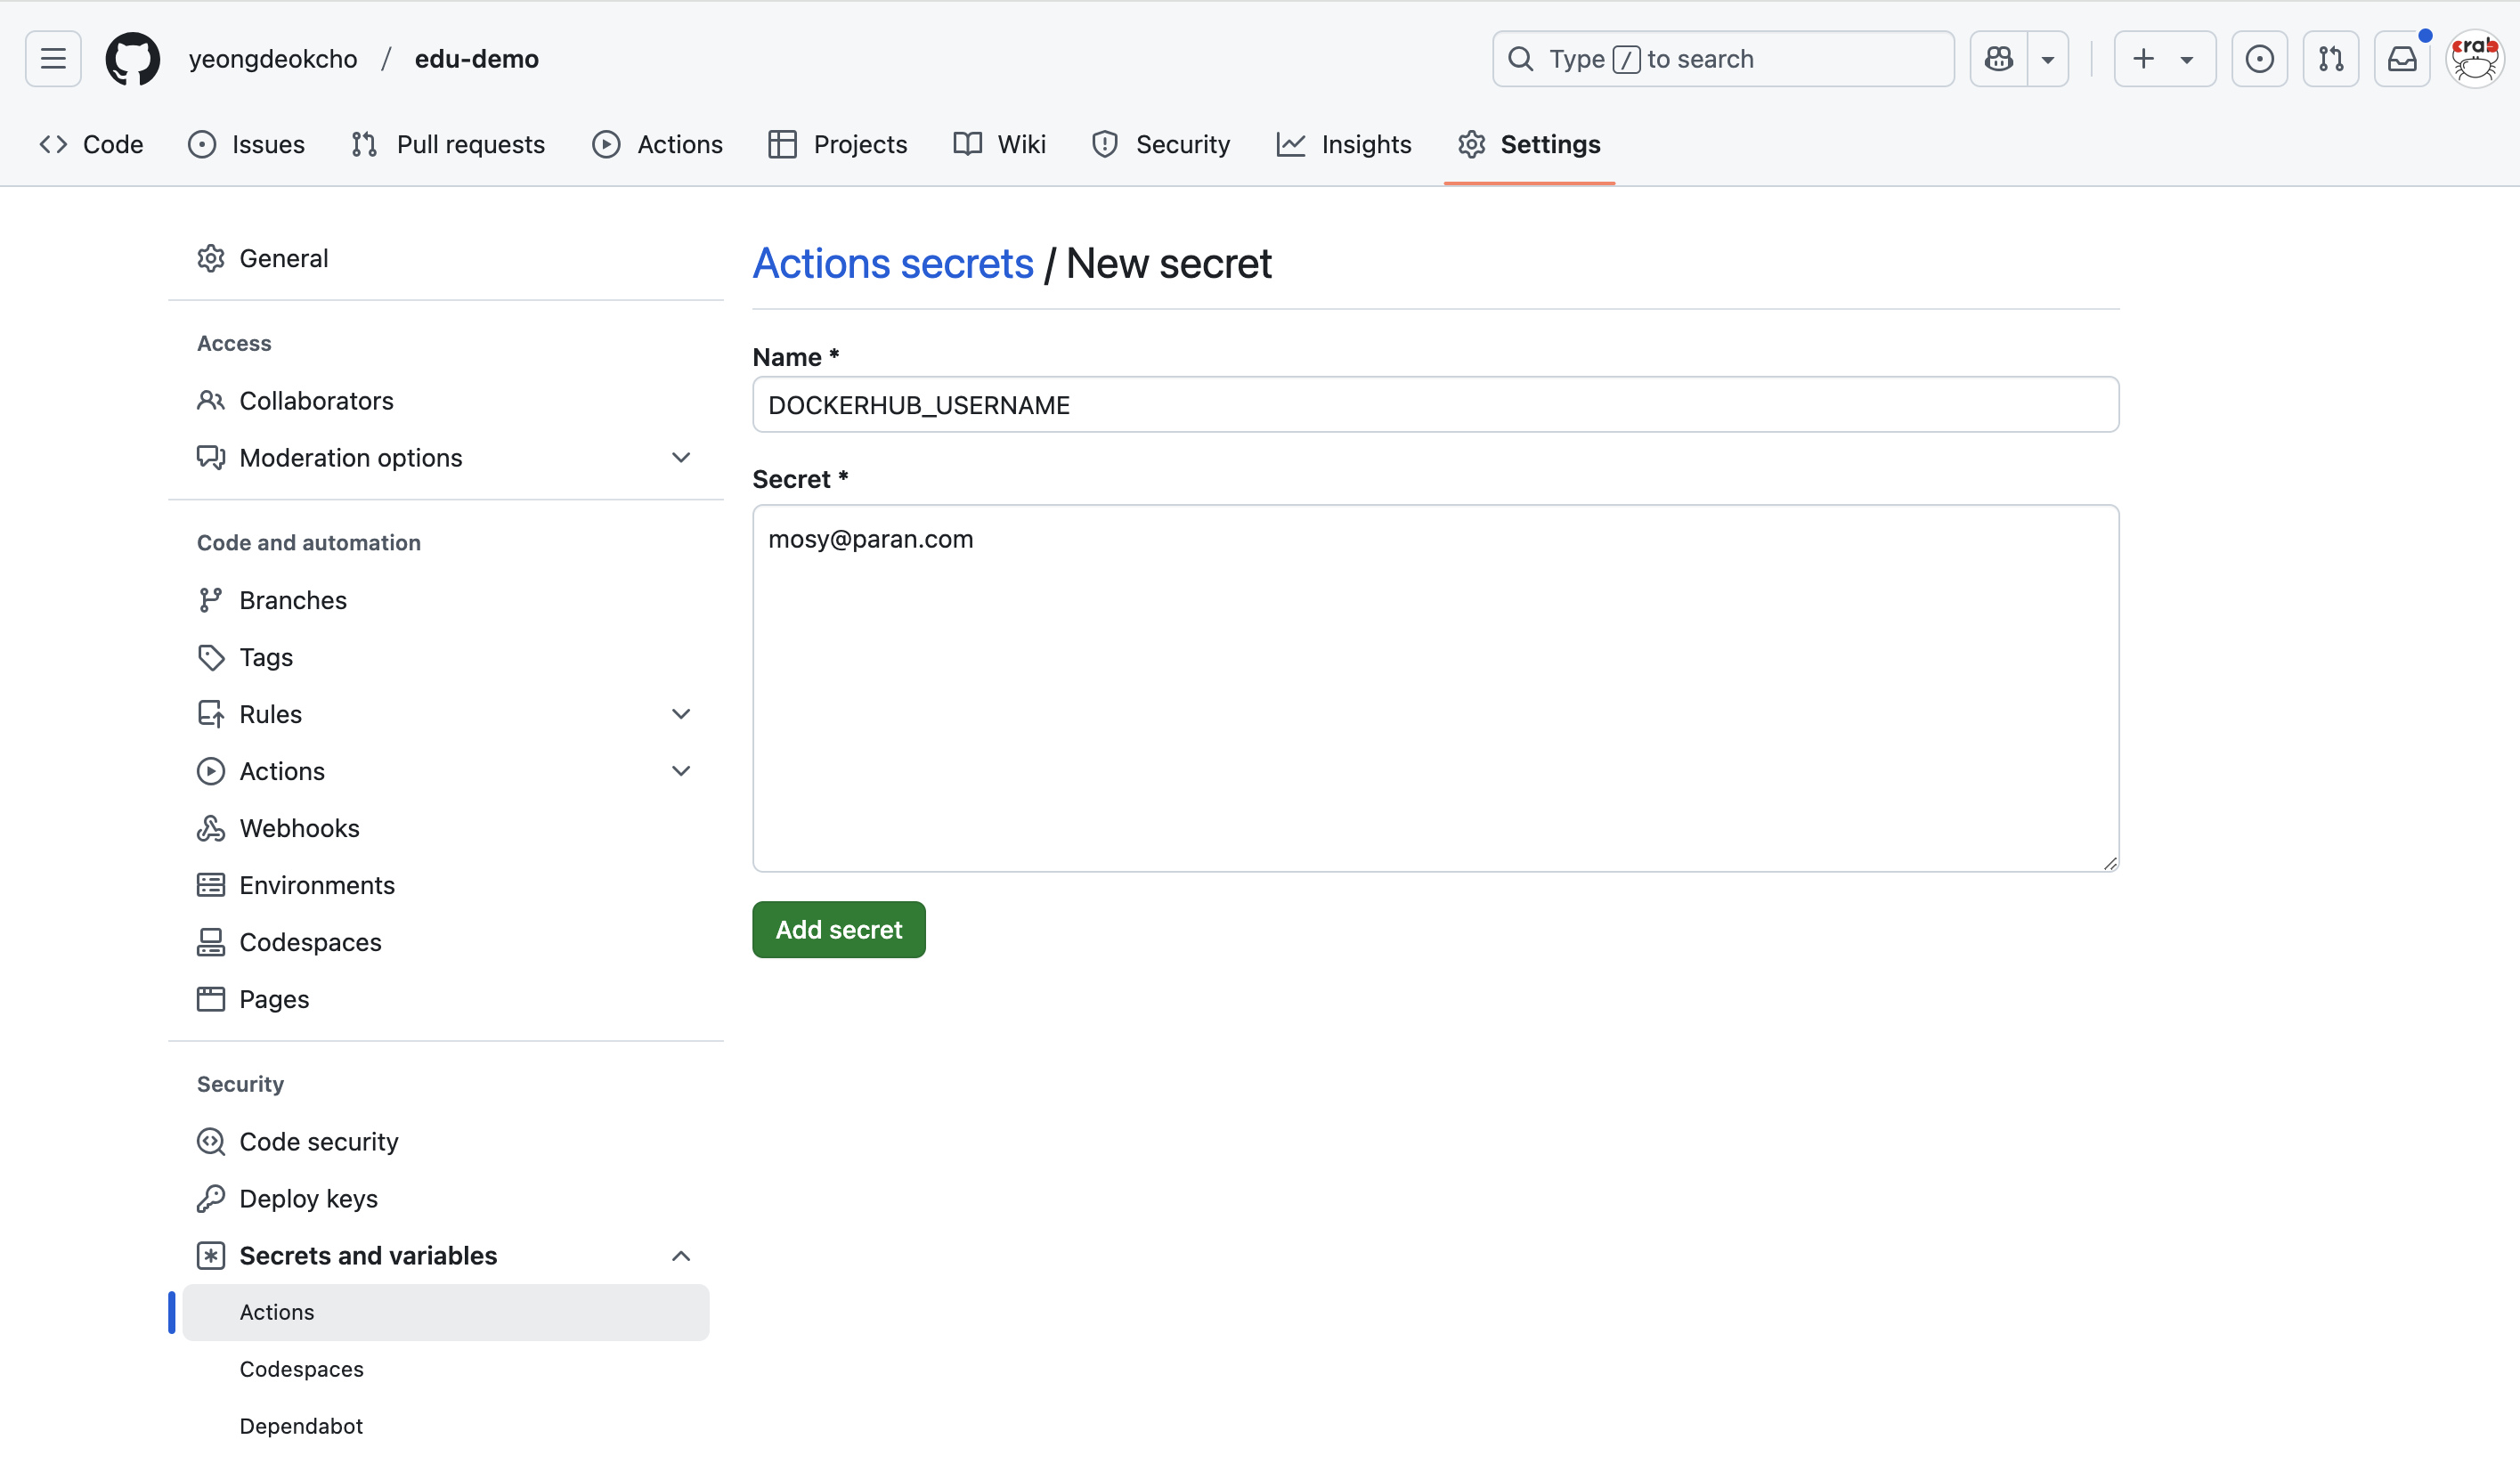 yeongdeokcho / edu-demo
Type / to search
crab
Code Issues Pull requests Actions Projects Wiki Security Insights Settings
General
Access
Collaborators
Moderation options
Code and automation
Branches
Tags
Rules
Actions
Webhooks
Environments
Codespaces
Pages
Security
Code security
Deploy keys
Secrets and variables
Actions
Codespaces
Dependabot
Actions secrets / New secret
Name *
DOCKERHUB_USERNAME
Secret *
mosy@paran.com
Add secret